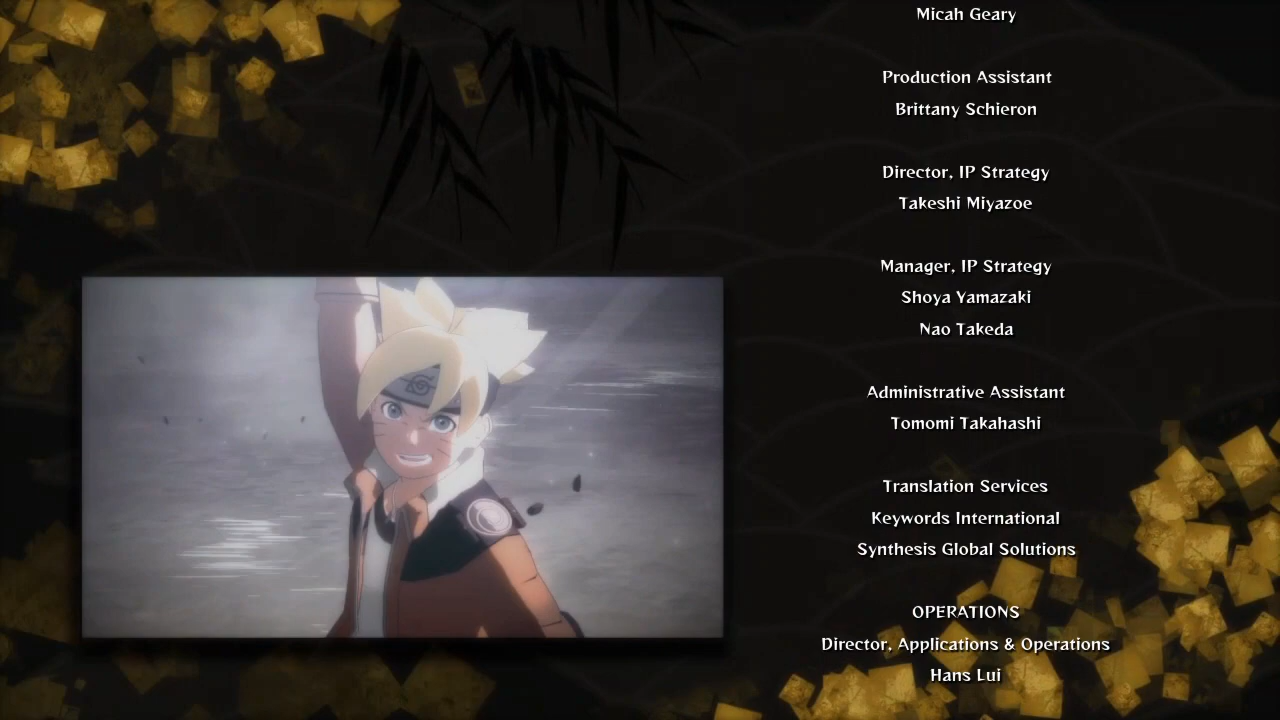 Micah Geary
Production Assistant
Brittany Schieron
Director, IP Strategy
Takeshi Miyazoe
Manager, IP Strategy
Shoya Yamazaki
Nao Takeda
Administrative Assistant
Tomomi Takahashi
Translation Services
Keywords International
Synthesis Global Solutions
OPERATIONS
Director, Applications & Operations
Hans Lui